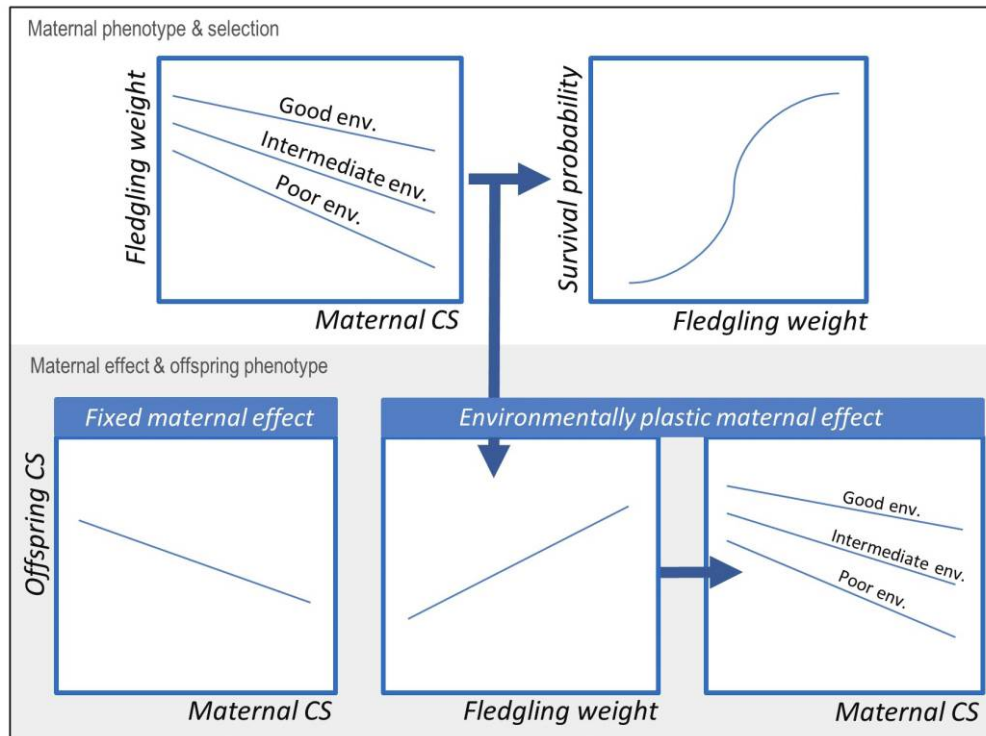 Maternal phenotype & selection
Fledgling weight
Good env.
Intermediate env.
Poor env.
Maternal CS
Survival probability
Fledgling weight
Maternal effect & offspring phenotype
Fixed maternal effect
Offspring CS
Maternal CS
Environmentally plastic maternal effect
Fledgling weight
Good env.
Intermediate env.
Poor env.
Maternal CS